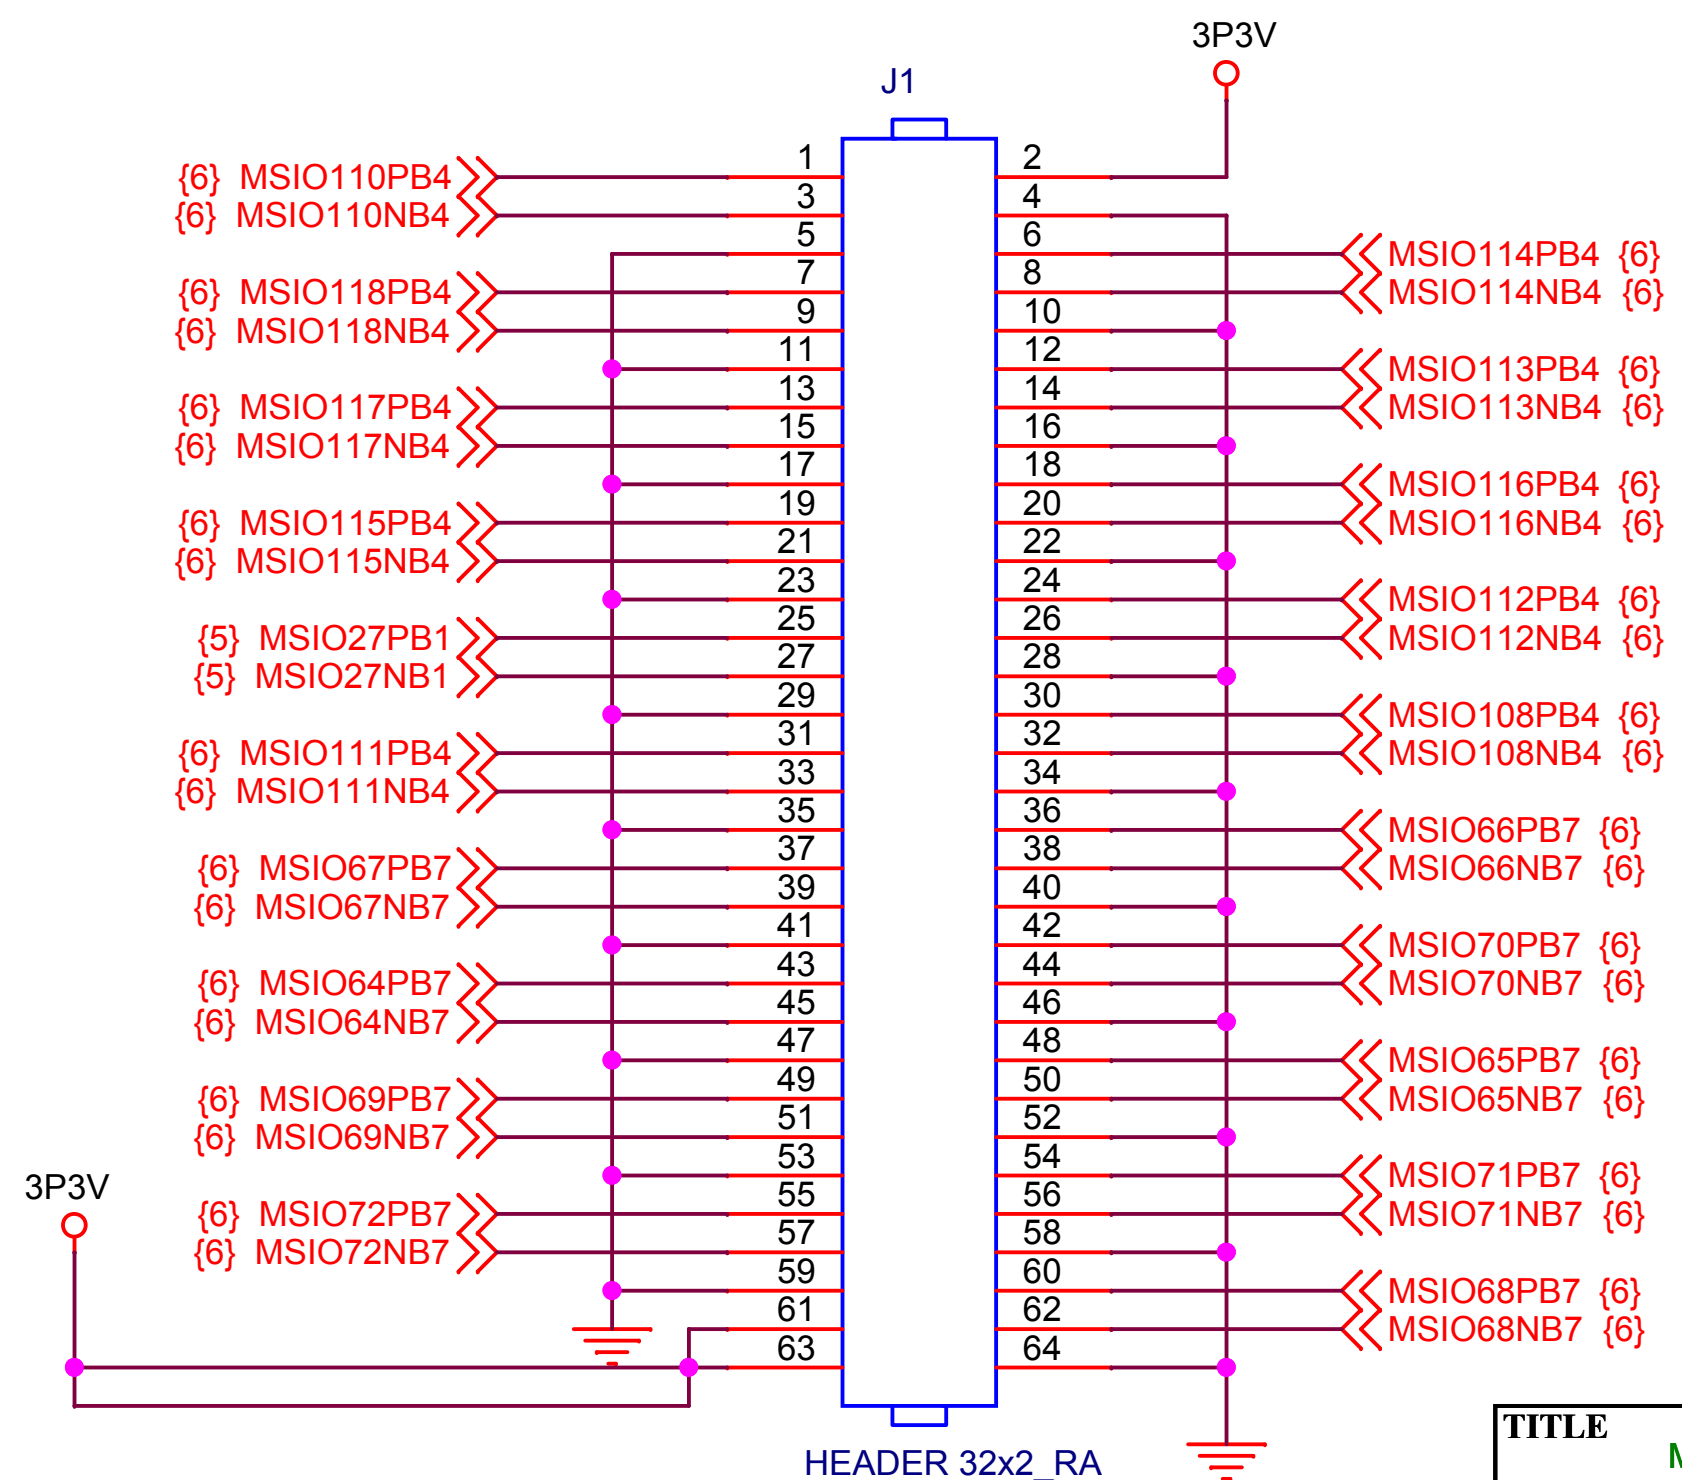 3P3V
J1
1 2
{6} MSIO110PB4
3 4
{6} MSIO110NB4
5 6
MSIO114PB4 {6}
7 8
{6} MSIO118PB4 MSIO114NB4 {6}
9 10
{6} MSIO118NB4
11 12
MSIO113PB4 {6}
13 14
{6} MSIO117PB4 MSIO113NB4 {6}
15 16
{6} MSIO117NB4
17 18
MSIO116PB4 {6}
19 20
{6} MSIO115PB4 MSIO116NB4 {6}
21 22
{6} MSIO115NB4
23 24
MSIO112PB4 {6}
25 26
{5} MSIO27PB1 MSIO112NB4 {6}
27 28
{5} MSIO27NB1
29 30
MSIO108PB4 {6}
31 32
{6} MSIO111PB4 MSIO108NB4 {6}
33 34
{6} MSIO111NB4
35 36
MSIO66PB7 {6}
37 38
{6} MSIO67PB7 MSIO66NB7 {6}
39 40
{6} MSIO67NB7
41 42
MSIO70PB7 {6}
43 44
{6} MSIO64PB7 MSIO70NB7 {6}
45 46
{6} MSIO64NB7
47 48
MSIO65PB7 {6}
49 50
{6} MSIO69PB7 MSIO65NB7 {6}
51 52
{6} MSIO69NB7
53 54
MSIO71PB7 {6}
3P3V
55 56
{6} MSIO72PB7 MSIO71NB7 {6}
57 58
{6} MSIO72NB7
59 60
MSIO68PB7 {6}
61 62
MSIO68NB7 {6}
63 64
TITLE
HEADER 32x2_RA